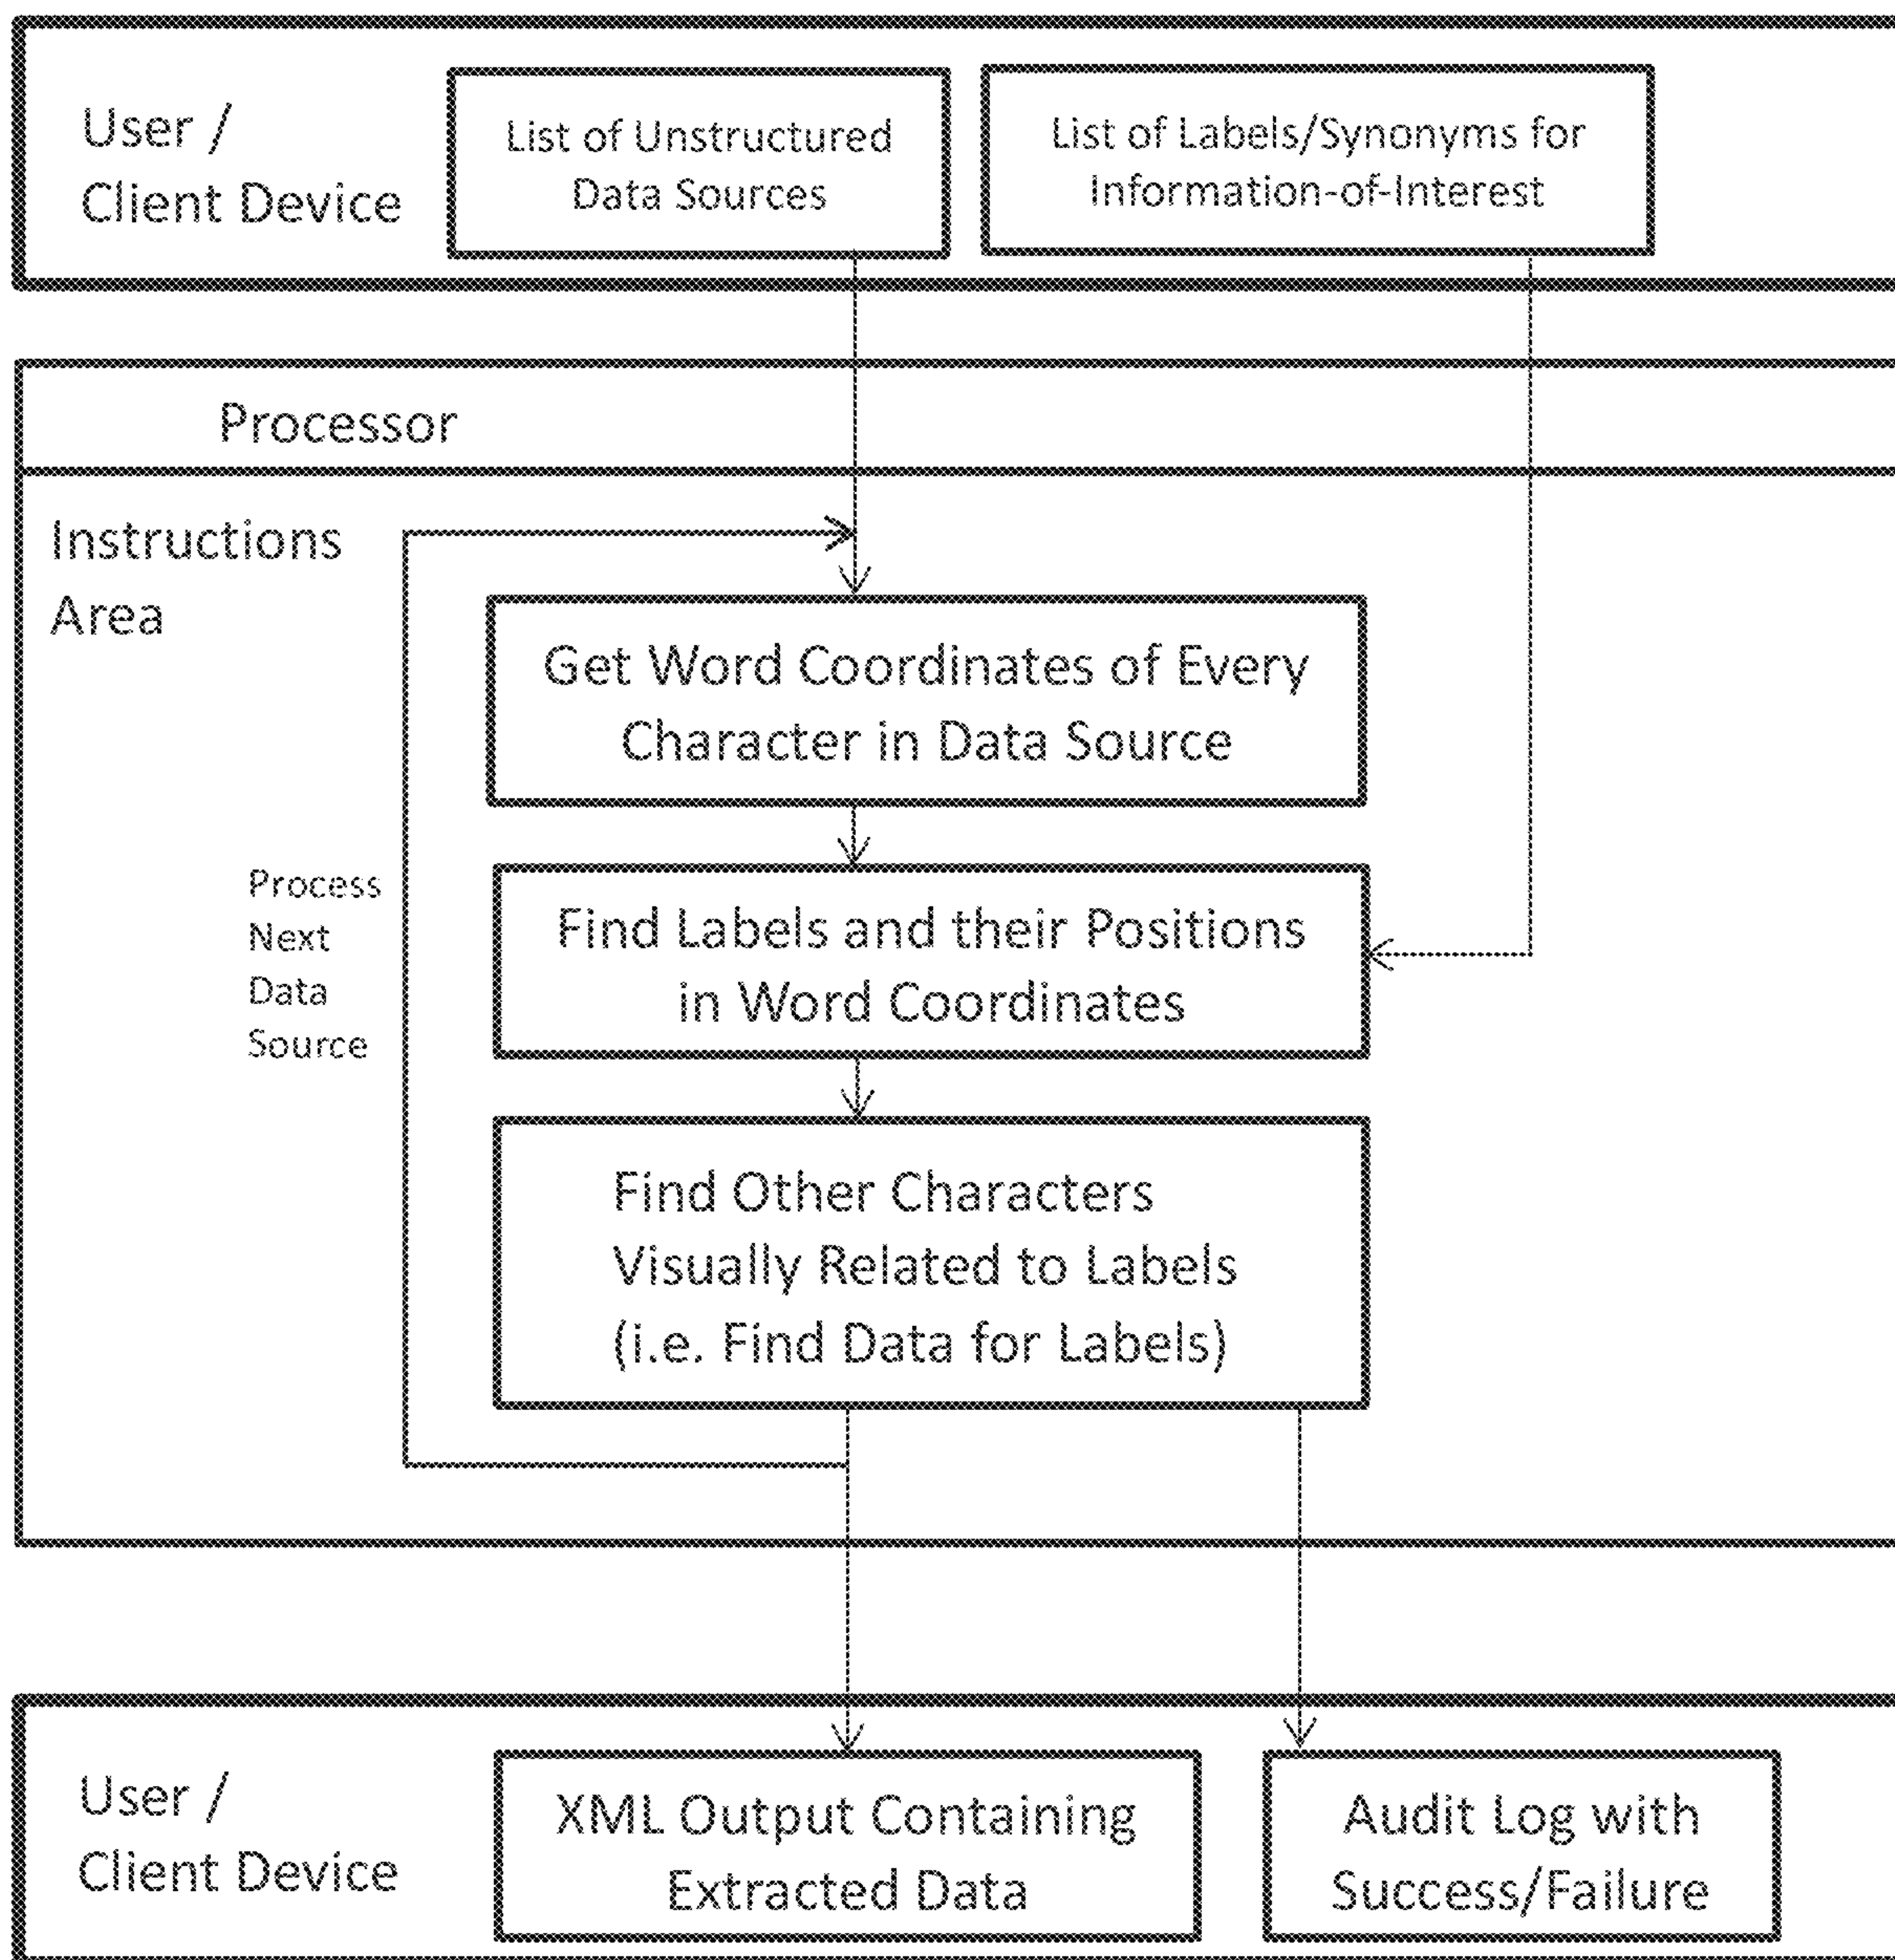 User /
Client Device
List of Unstructured
Data Sources
List of Labels/Synonyms for
Information-of-Interest
Processor
Instructions
Area
Get Word Coordinates of Every
Character in Data Source
Process
Next
Data
Source
Find Labels and their Positions
in Word Coordinates
Find Other Characters
Visually Related to Labels
(i.e. Find Data for Labels)
User /
Client Device
XML Output Containing
Extracted Data
Audit Log with
Success/Failure